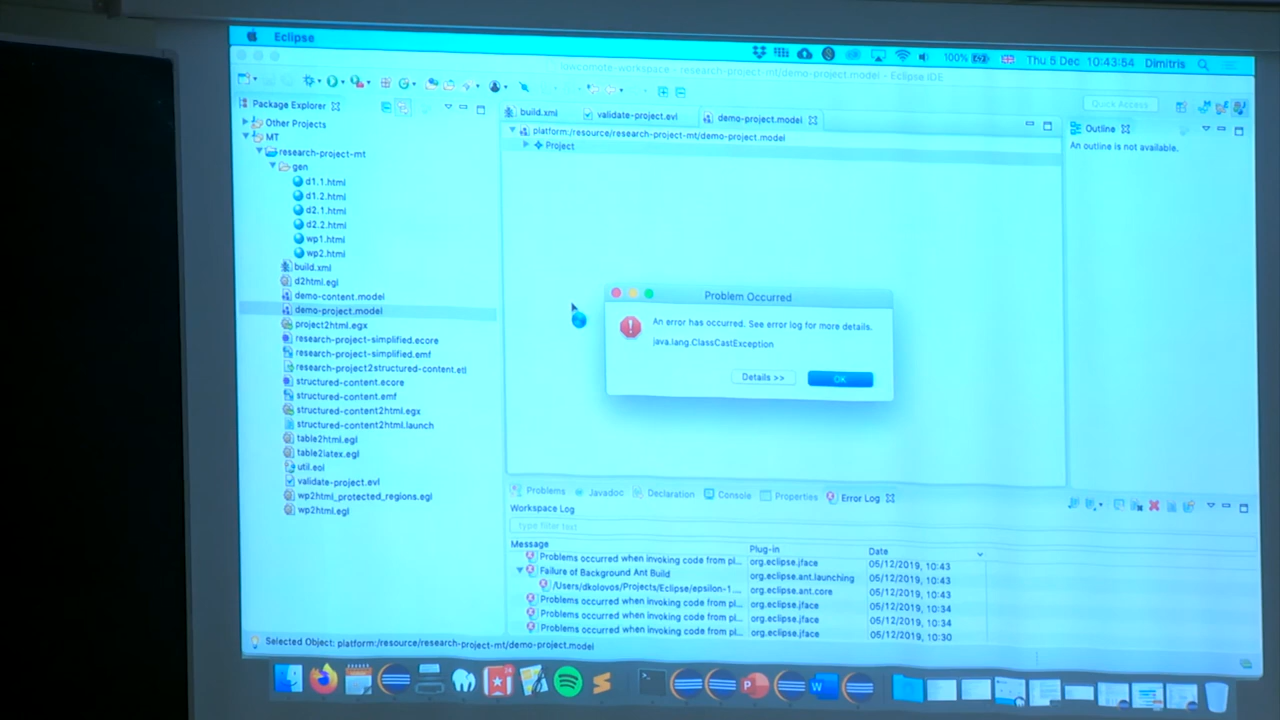 Eclipse
100%
Thu 5 Dec 10:43:54 Dimitris
research-project-mt/demo-project.model - Eclipse IDE
Quick Access
Package Explorer
Other Projects
MT
research-project-mt
gen
d1.1.html
d1.2.html
d2.1.html
d2.2.html
wp1.html
wp2.html
build.xml
d2html.egl
demo-content.model
demo-project.model
project2html.egx
research-project-simplified.ecore
research-project-simplified.emf
research-project2structured-content.etl
structured-content.ecore
structured-content.emf
structured-content2html.egx
structured-content2html.launch
table2html.egl
table2latex.egl
util.eol
validate-project.evl
wp2html_protected_regions.egl
wp2html.egl
build.xml
validate-project.evl
demo-project.model
platform:/resource/research-project-mt/demo-project.model
Project
Outline
An outline is not available.
Problem Occurred
An error has occurred. See error log for more details.
java.lang.ClassCastException
Details >>
OK
Problems
Javadoc
Declaration
Console
Properties
Error Log
Workspace Log
type filter text
Message Plug-in Date
Problems occurred when invoking code from pl... org.eclipse.jface 05/12/2019, 10:43
Failure of Background Ant Build org.eclipse.ant.launching 05/12/2019, 10:43
/Users/dkolovos/Projects/Eclipse/epsilon-1.... org.eclipse.ant.core 05/12/2019, 10:43
Problems occurred when invoking code from pl... org.eclipse.jface 05/12/2019, 10:34
Problems occurred when invoking code from pl... org.eclipse.jface 05/12/2019, 10:34
Problems occurred when invoking code from pl... org.eclipse.jface 05/12/2019, 10:30
Selected Object: platform:/resource/research-project-mt/demo-project.model